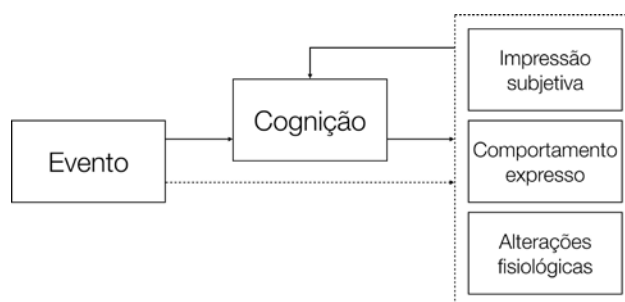 Evento
Cognição
Impressão
subjetiva
Comportamento
expresso
Alterações
fisiológicas